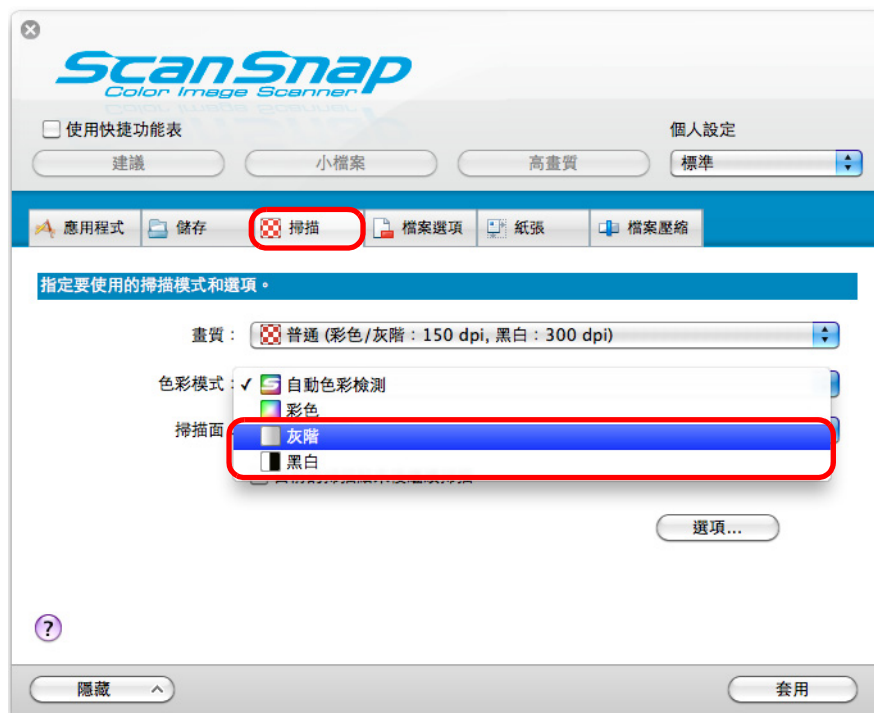 ScanSnap
Color Image Scanner
使用快捷功能表
個人設定
建議
小檔案
高畫質
標準
應用程式
儲存
掃描
檔案選項
紙張
檔案壓縮
指定要使用的掃描模式和選項。
畫質：
普通 (彩色/灰階：150 dpi, 黑白：300 dpi)
色彩模式：
✓ 自動色彩檢測
彩色
掃描面
灰階
黑白
選項...
?
隱藏
套用